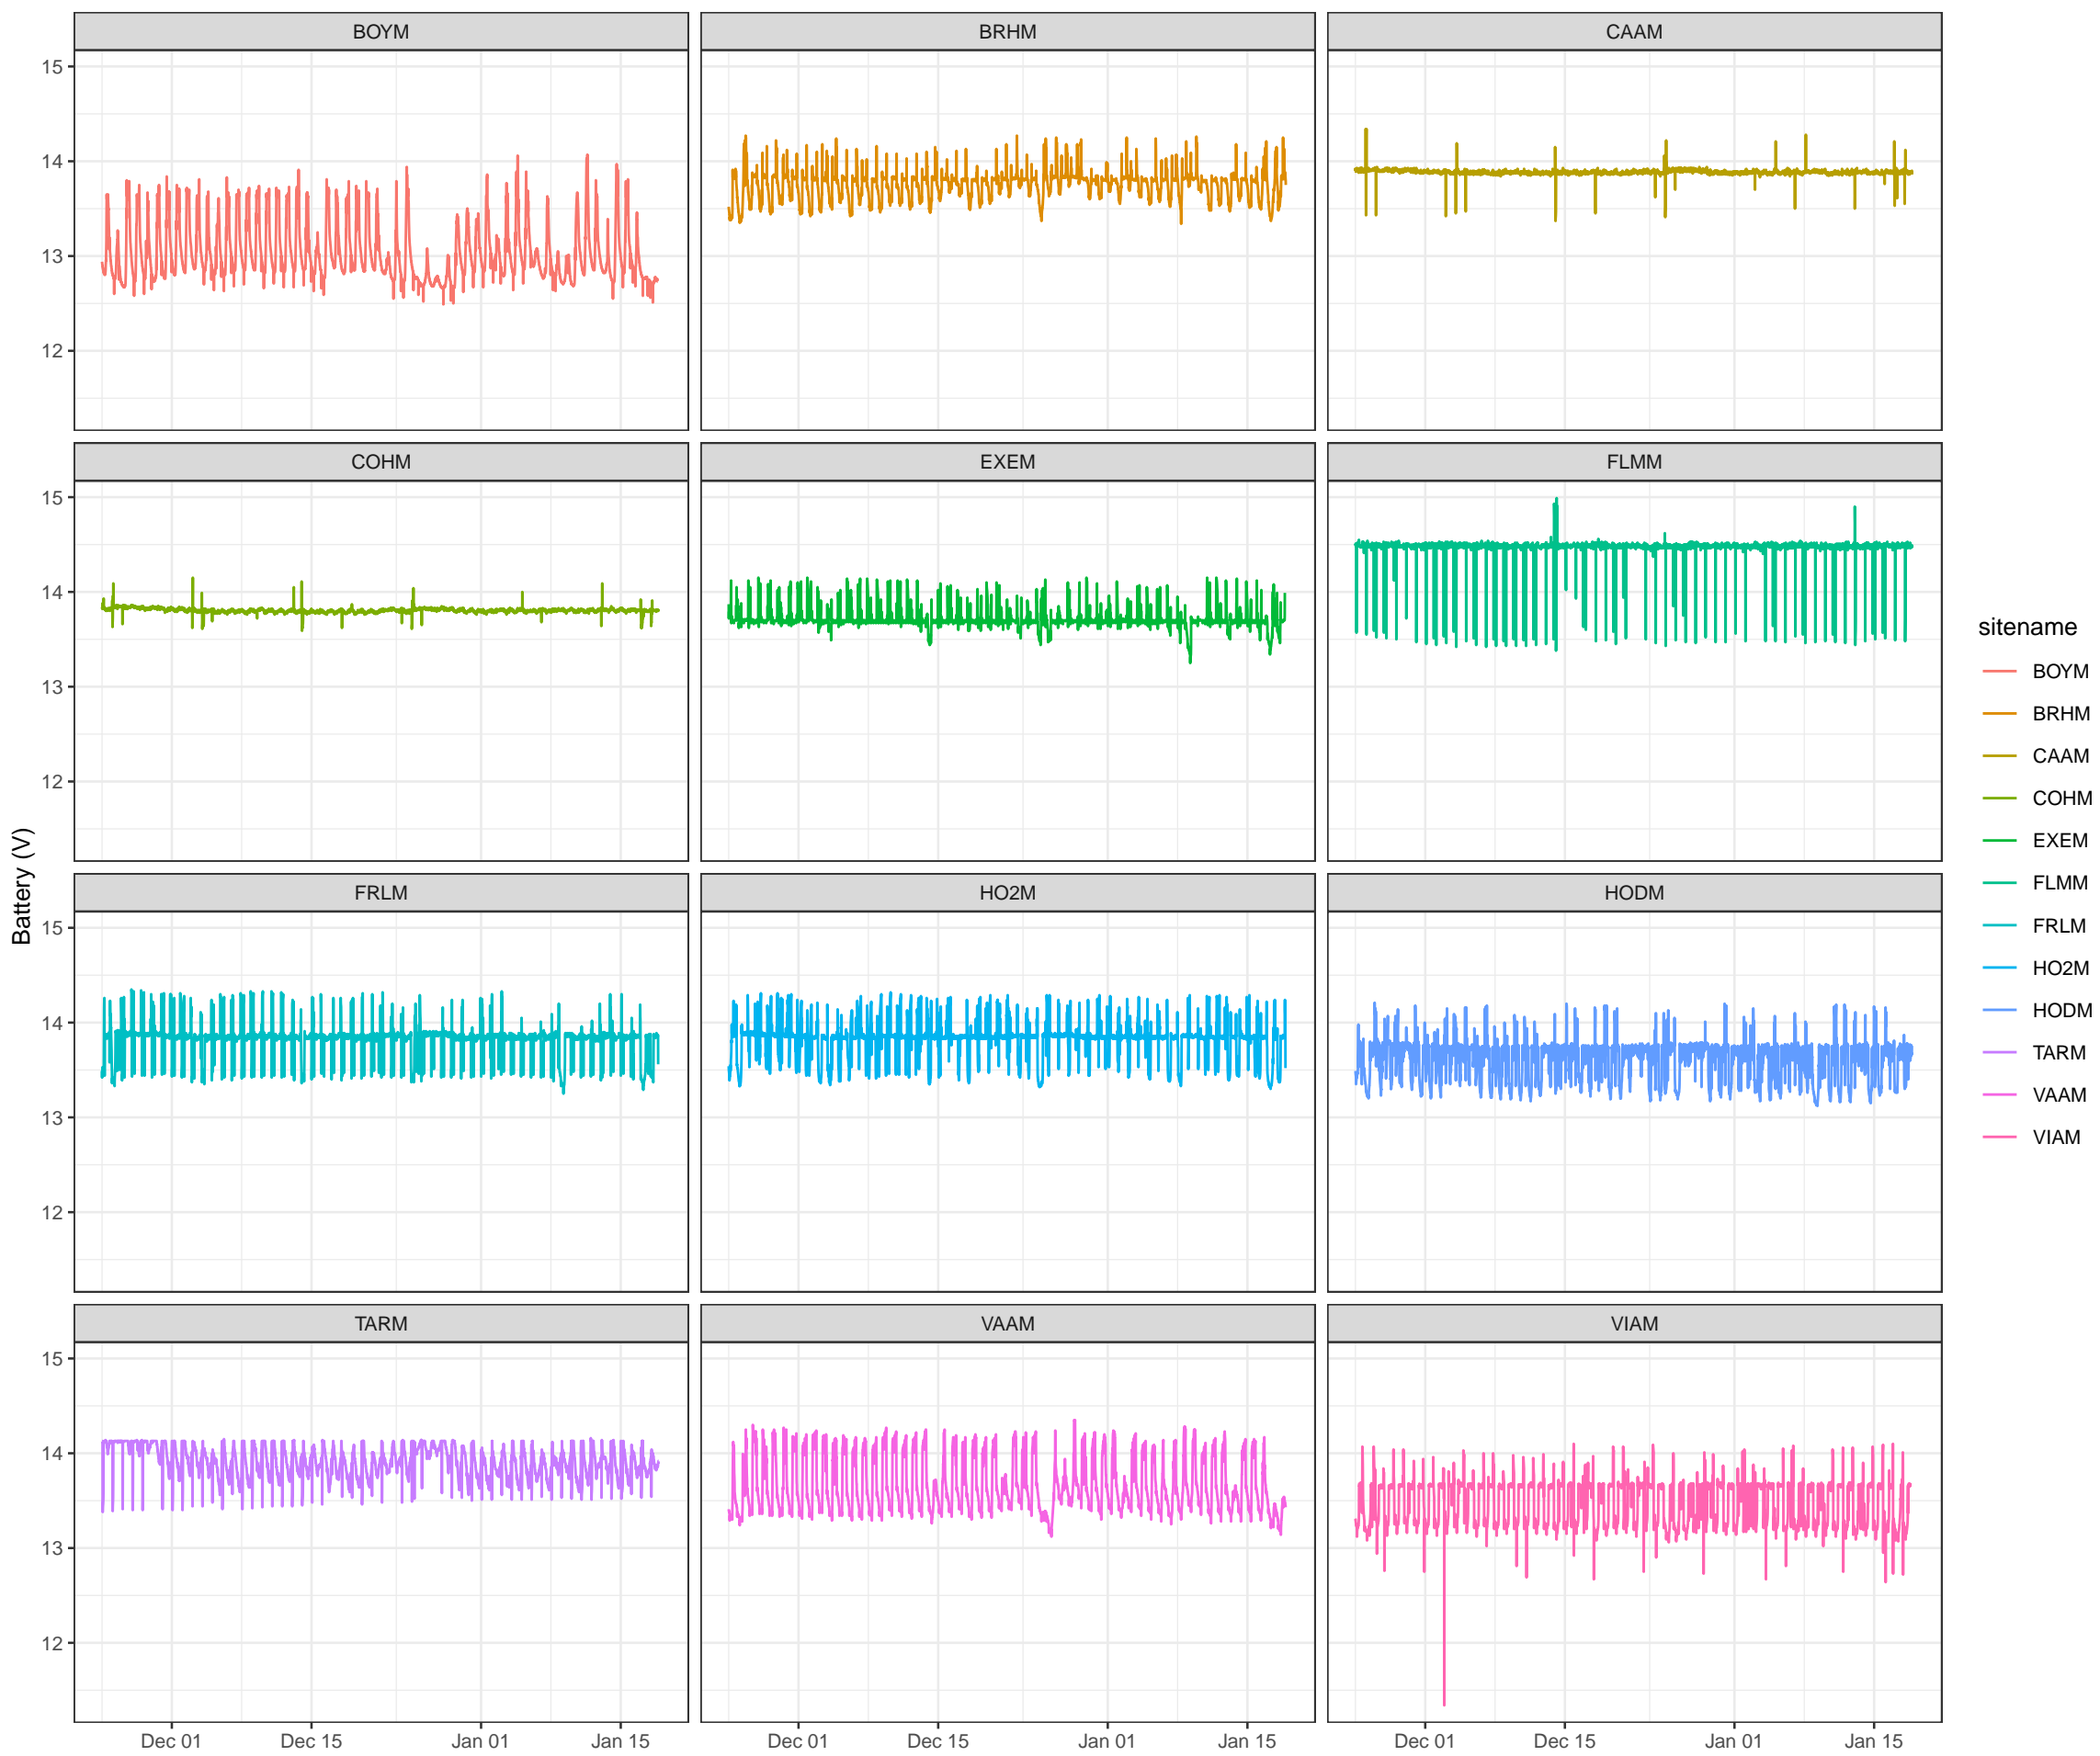 BOYM
BRHM
CAAM
15
14
13
12
COHM
EXEM
FLMM
15
14
13
12
FRLM
HO2M
HODM
15
14
13
12
TARM
VAAM
VIAM
15
14
13
12
Dec 01
Dec 15
Jan 01
Jan 15
Dec 01
Dec 15
Jan 01
Jan 15
Dec 01
Dec 15
Jan 01
Jan 15
Battery (V)
sitename
BOYM
BRHM
CAAM
COHM
EXEM
FLMM
FRLM
HO2M
HODM
TARM
VAAM
VIAM